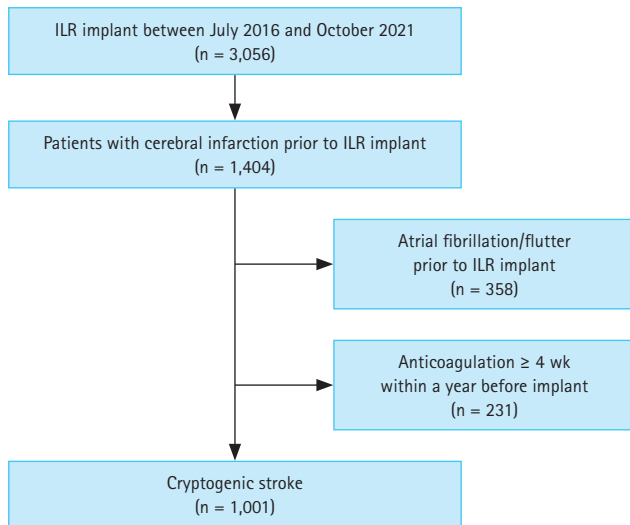 ILR implant between July 2016 and October 2021
(n = 3,056)
Patients with cerebral infarction prior to ILR implant
(n = 1,404)
Atrial fibrillation/flutter
prior to ILR implant
(n = 358)
Anticoagulation ≥ 4 wk
within a year before implant
(n = 231)
Cryptogenic stroke
(n = 1,001)